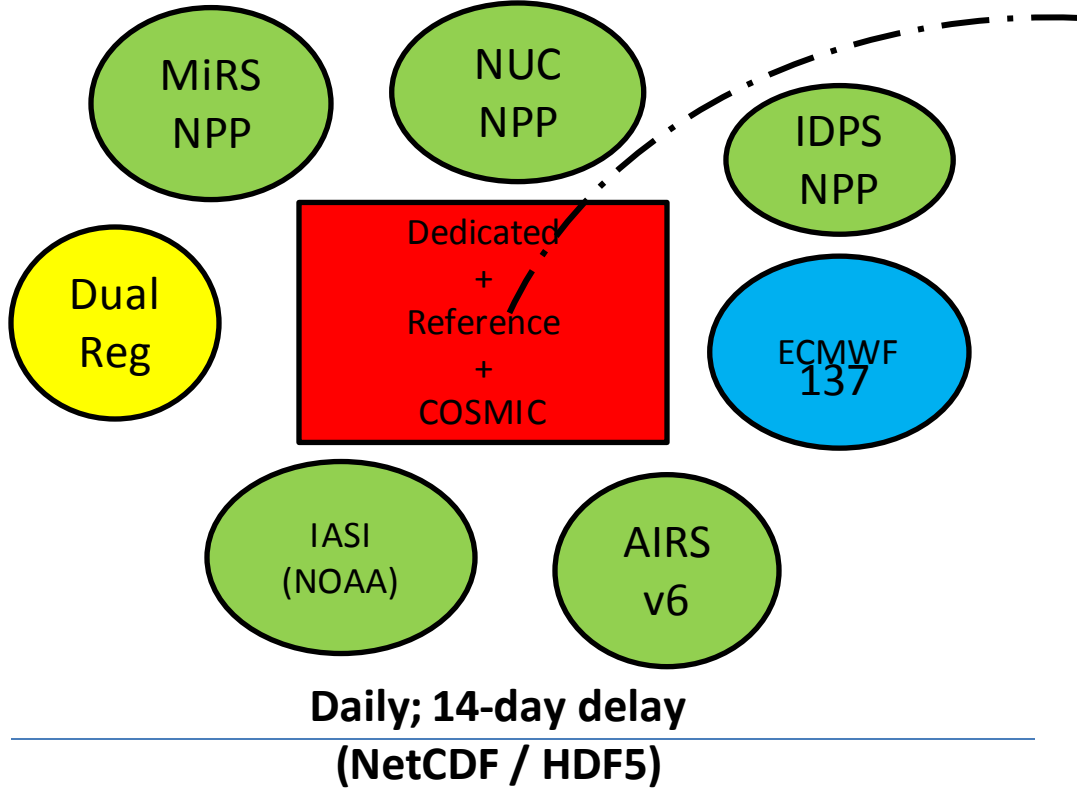 MiRS
NPP
NUC
NPP
IDPS
NPP
Dual
Reg
Dedicated
+
Reference
+
COSMIC
ECMWF
137
IASI
(NOAA)
AIRS
v6
Daily; 14-day delay
(NetCDF / HDF5)